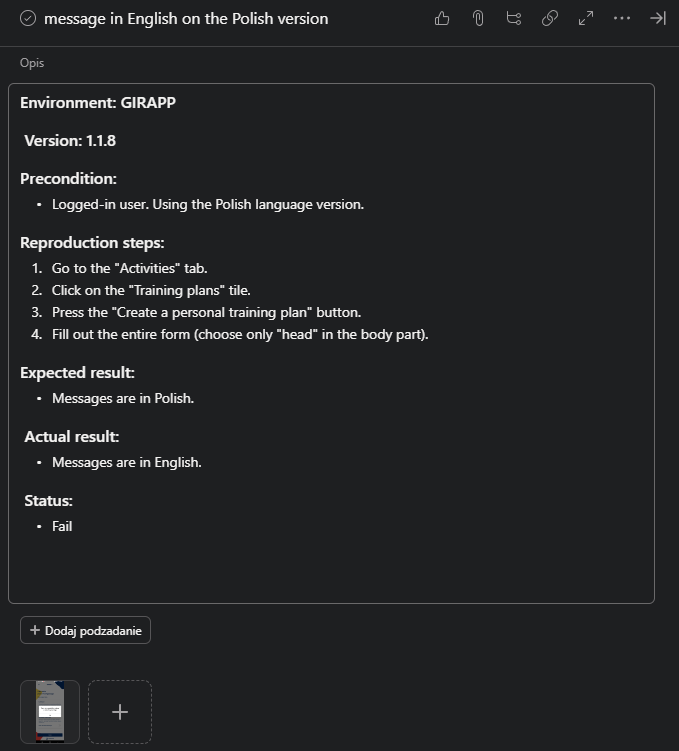 message in English on the Polish version
Opis
Environment: GIRAPP
Version: 1.1.8
Precondition:
• Logged-in user. Using the Polish language version.
Reproduction steps:
1. Go to the "Activities" tab.
2. Click on the "Training plans" tile.
3. Press the "Create a personal training plan" button.
4. Fill out the entire form (choose only "head" in the body part).
Expected result:
• Messages are in Polish.
Actual result:
• Messages are in English.
Status:
• Fail
+ Dodaj podzadanie